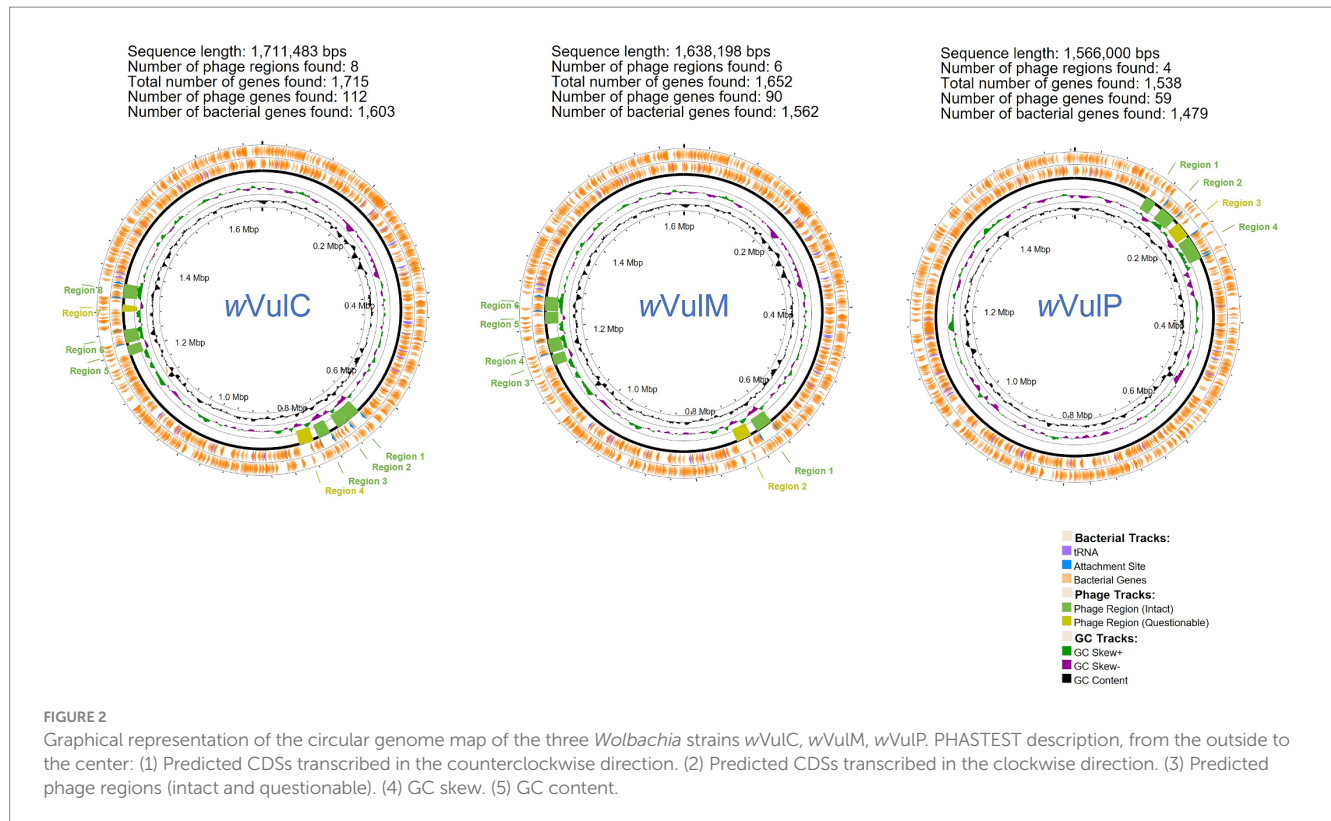 Sequence length: 1,711,483 bps
Number of phage regions found: 8
Total number of genes found: 1,715
Number of phage genes found: 112
Number of bacterial genes found: 1,603
1.6 Mbp
0.2 Mbp
1.4 Mbp
0.4 Mbp
1.2 Mbp
0.6 Mbp
1.0 Mbp
0.8 Mbp
wVulC
Region 8
Region 7
Region 6
Region 5
Region 1
Region 2
Region 3
Region 4
Sequence length: 1,638,198 bps
Number of phage regions found: 6
Total number of genes found: 1,652
Number of phage genes found: 90
Number of bacterial genes found: 1,562
1.6 Mbp
0.2 Mbp
1.4 Mbp
0.4 Mbp
1.2 Mbp
0.6 Mbp
1.0 Mbp
0.8 Mbp
wVulM
Region 6
Region 5
Region 4
Region 3
Region 1
Region 2
Sequence length: 1,566,000 bps
Number of phage regions found: 4
Total number of genes found: 1,538
Number of phage genes found: 59
Number of bacterial genes found: 1,479
Region 1
Region 2
Region 3
Region 4
1.4 Mbp
0.2 Mbp
1.2 Mbp
0.4 Mbp
1.0 Mbp
0.6 Mbp
0.8 Mbp
wVulP
Bacterial Tracks:
tRNA
Attachment Site
Bacterial Genes
Phage Tracks:
Phage Region (Intact)
Phage Region (Questionable)
GC Tracks:
GC Skew+
GC Skew-
GC Content
FIGURE 2
Graphical representation of the circular genome map of the three Wolbachia strains wVulC, wVulM, wVulP. PHASTEST description, from the outside to
the center: (1) Predicted CDSs transcribed in the counterclockwise direction. (2) Predicted CDSs transcribed in the clockwise direction. (3) Predicted
phage regions (intact and questionable). (4) GC skew. (5) GC content.